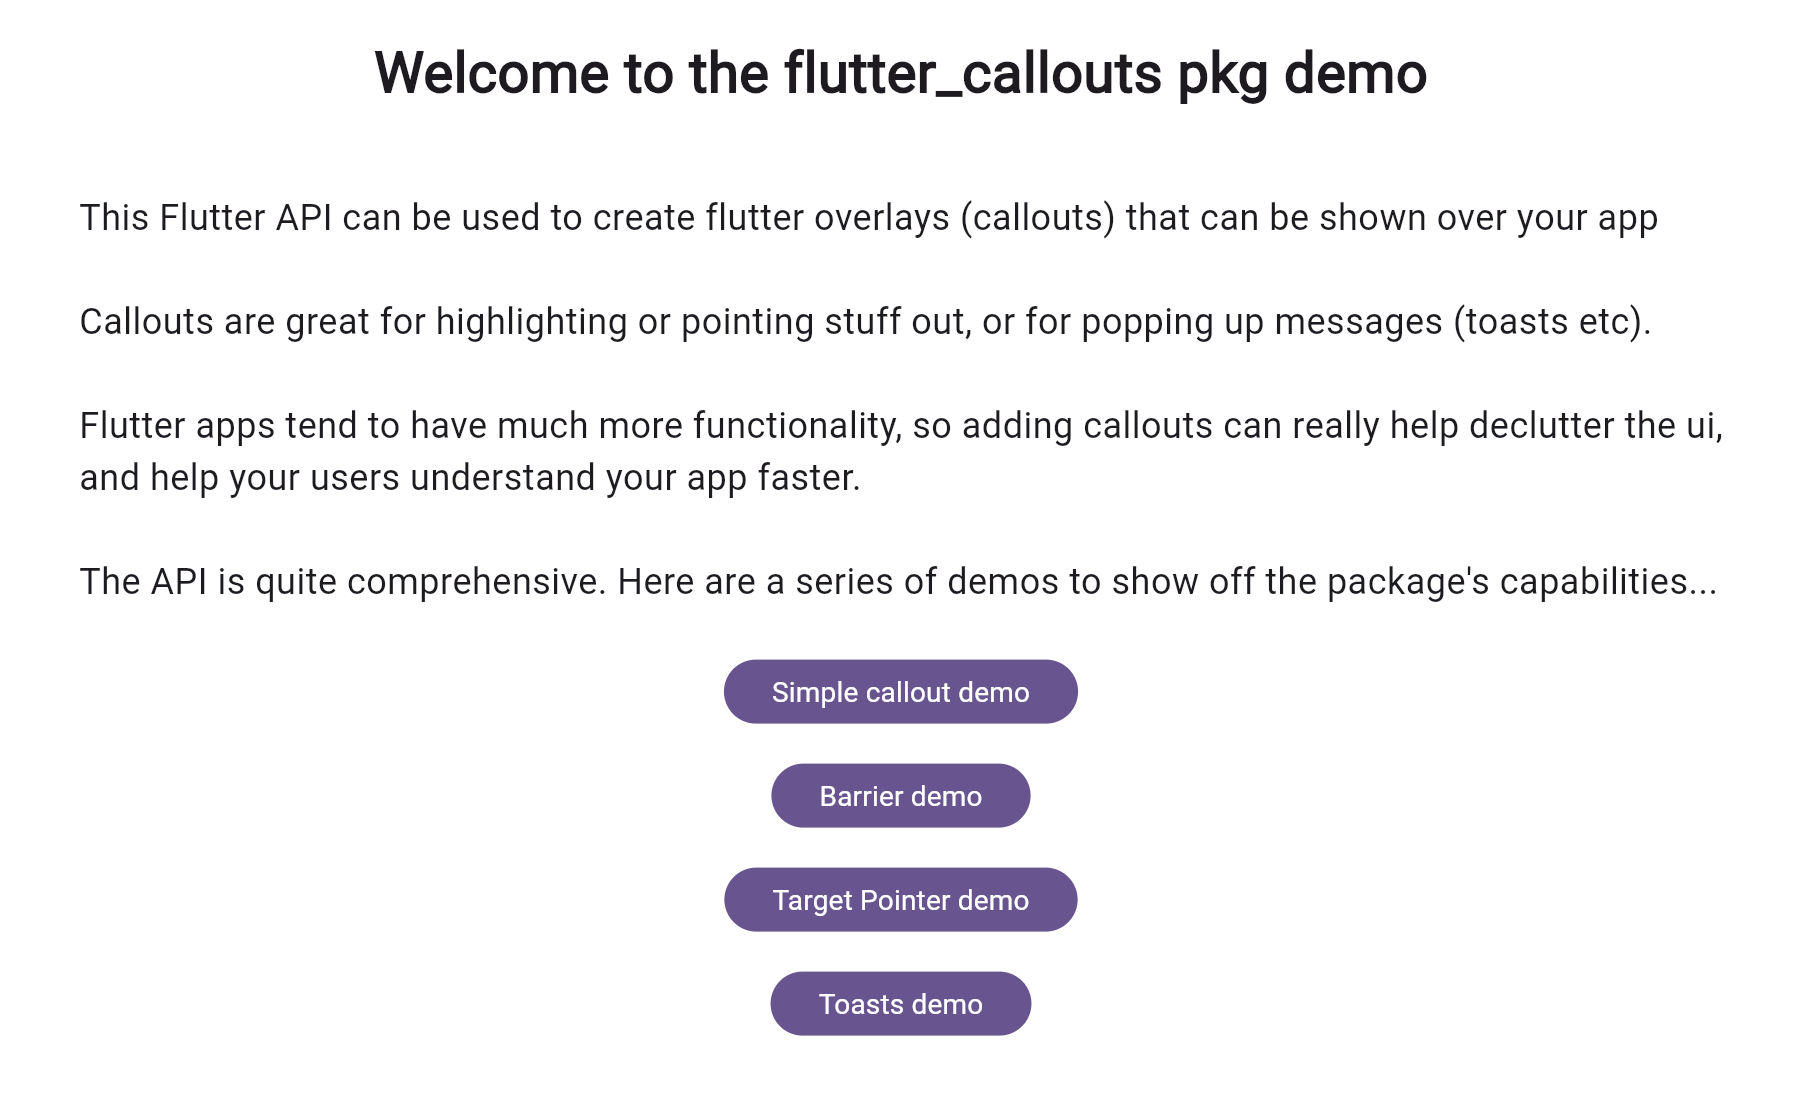 Welcome to the flutter_callouts pkg demo
This Flutter API can be used to create flutter overlays (callouts) that can be shown over your app
Callouts are great for highlighting or pointing stuff out, or for popping up messages (toasts etc).
Flutter apps tend to have much more functionality, so adding callouts can really help declutter the ui,
and help your users understand your app faster.
The API is quite comprehensive. Here are a series of demos to show off the package's capabilities...
Simple callout demo
Barrier demo
Target Pointer demo
Toasts demo